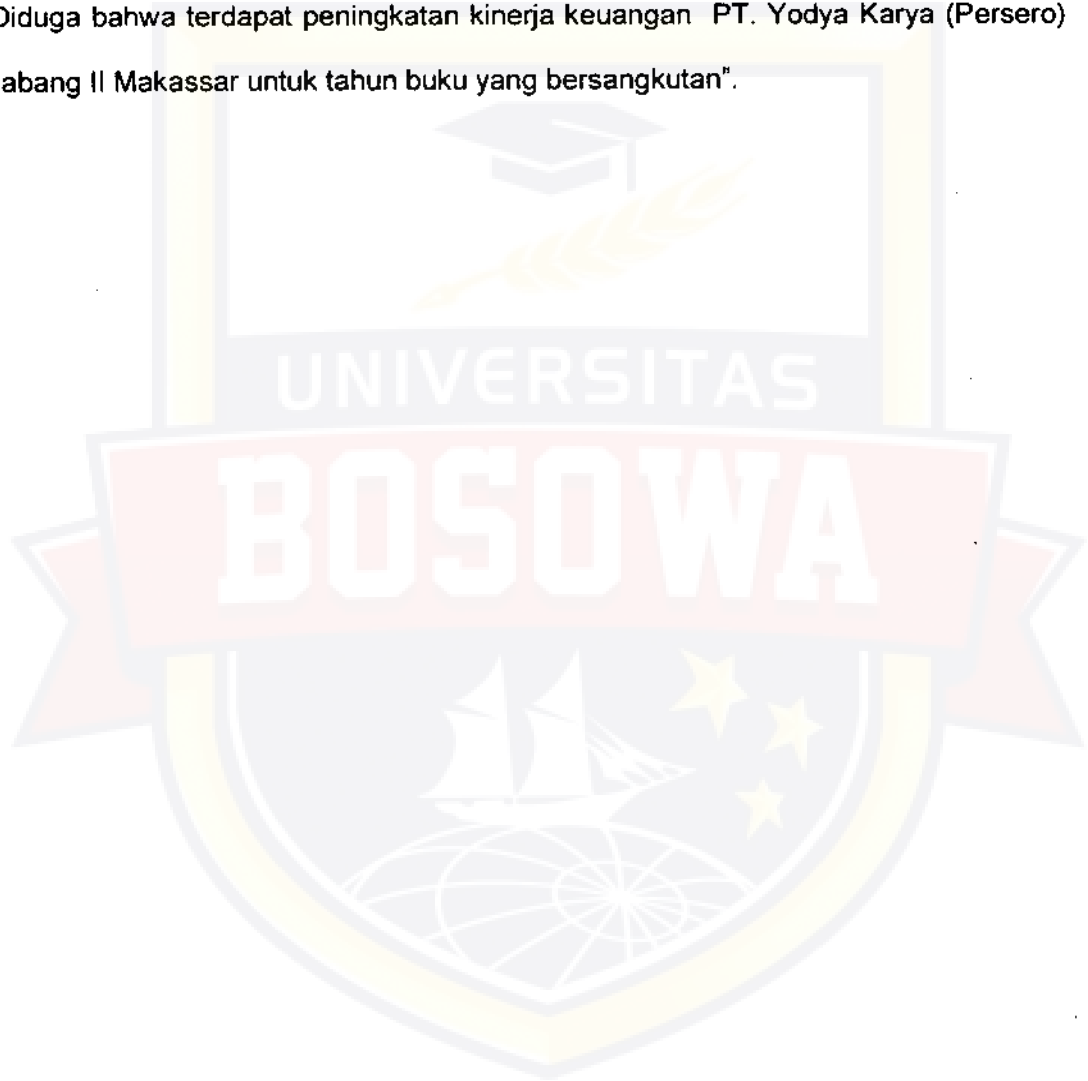 Diduga bahwa terdapat peningkatan kinerja keuangan PT. Yodya Karya (Persero)
abang II Makassar untuk tahun buku yang bersangkutan".
UNIVERSITAS
BOSOWA